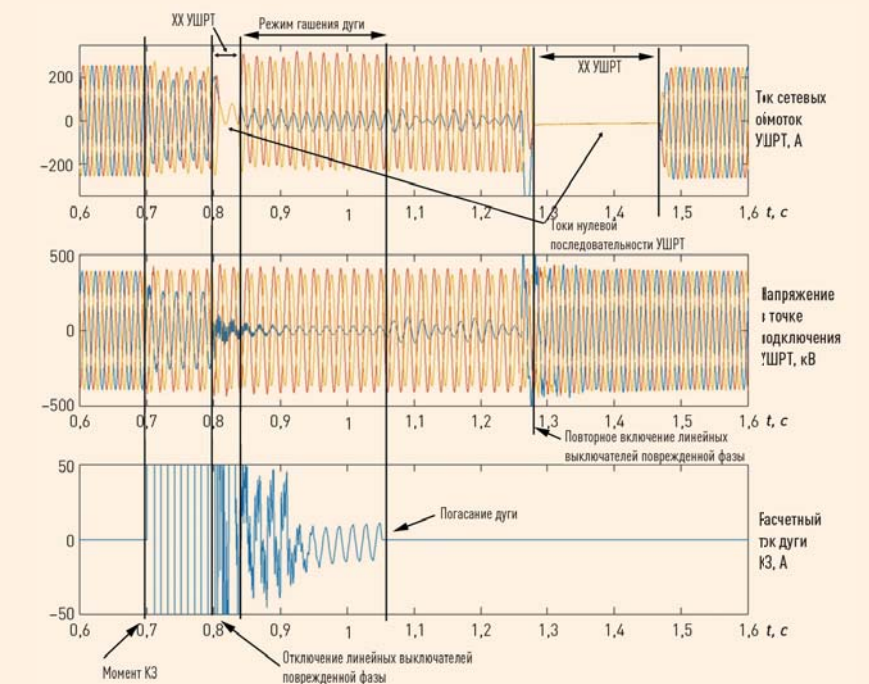 ХХ УШРТ
Режим гашения дуги
ХХ УШРТ
200
0
−200
Ток сетевых
обмоток
УШРТ, А
0,6 0,7 0,8 0,9 1 1,1 1,2 1,3 1,4 1,5 1,6 t, с
Токи нулевой
последовательности УШРТ
500
0
−500
Напряжение
в точке
подключения
УШРТ, кВ
0,6 0,7 0,8 0,9 1 1,1 1,2 1,3 1,4 1,5 1,6 t, с
Повторное включение линейных
выключателей поврежденной фазы
50
0
−50
Погасание дуги
Расчетный
ток дуги
КЗ, А
0,6 0,7 0,8 0,9 1 1,1 1,2 1,3 1,4 1,5 1,6 t, с
Момент КЗ
Отключение линейных выключателей
поврежденной фазы